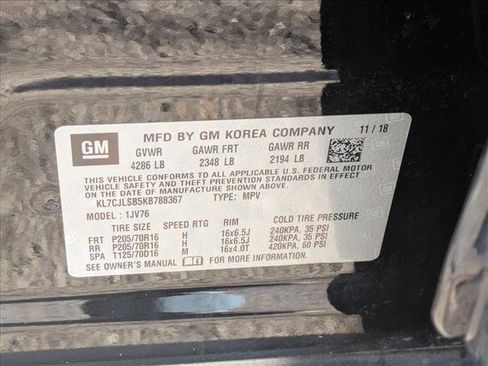 GM
MFD BY GM KOREA COMPANY 11 / 18
GVWR GAWR FRT GAWR RR
4286 LB 2348 LB 2194 LB
THIS VEHICLE CONFORMS TO ALL APPLICABLE U.S. FEDERAL MOTOR
VEHICLE SAFETY AND THEFT PREVENTION STANDARDS IN EFFECT ON THE
DATE OF MANUFACTURE SHOWN ABOVE.
KL7CJLSB5KB788367 TYPE: MPV
MODEL : 1JV76
TIRE SIZE SPEED RTG RIM COLD TIRE PRESSURE
FRT P205/70R16 H 16x6.5J 240KPA, 35 PSI
RR P205/70R16 H 16x6.5J 240KPA, 35 PSI
SPA T125/70D16 M 16x4.0T 420KPA, 60 PSI
SEE OWNER'S MANUAL FOR MORE INFORMATION.